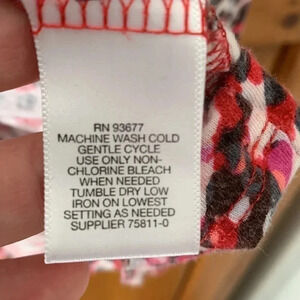 RN 93677
MACHINE WASH COLD
GENTLE CYCLE
USE ONLY NON-
CHLORINE BLEACH
WHEN NEEDED
TUMBLE DRY LOW
IRON ON LOWEST
SETTING AS NEEDED
SUPPLIER 75811-0